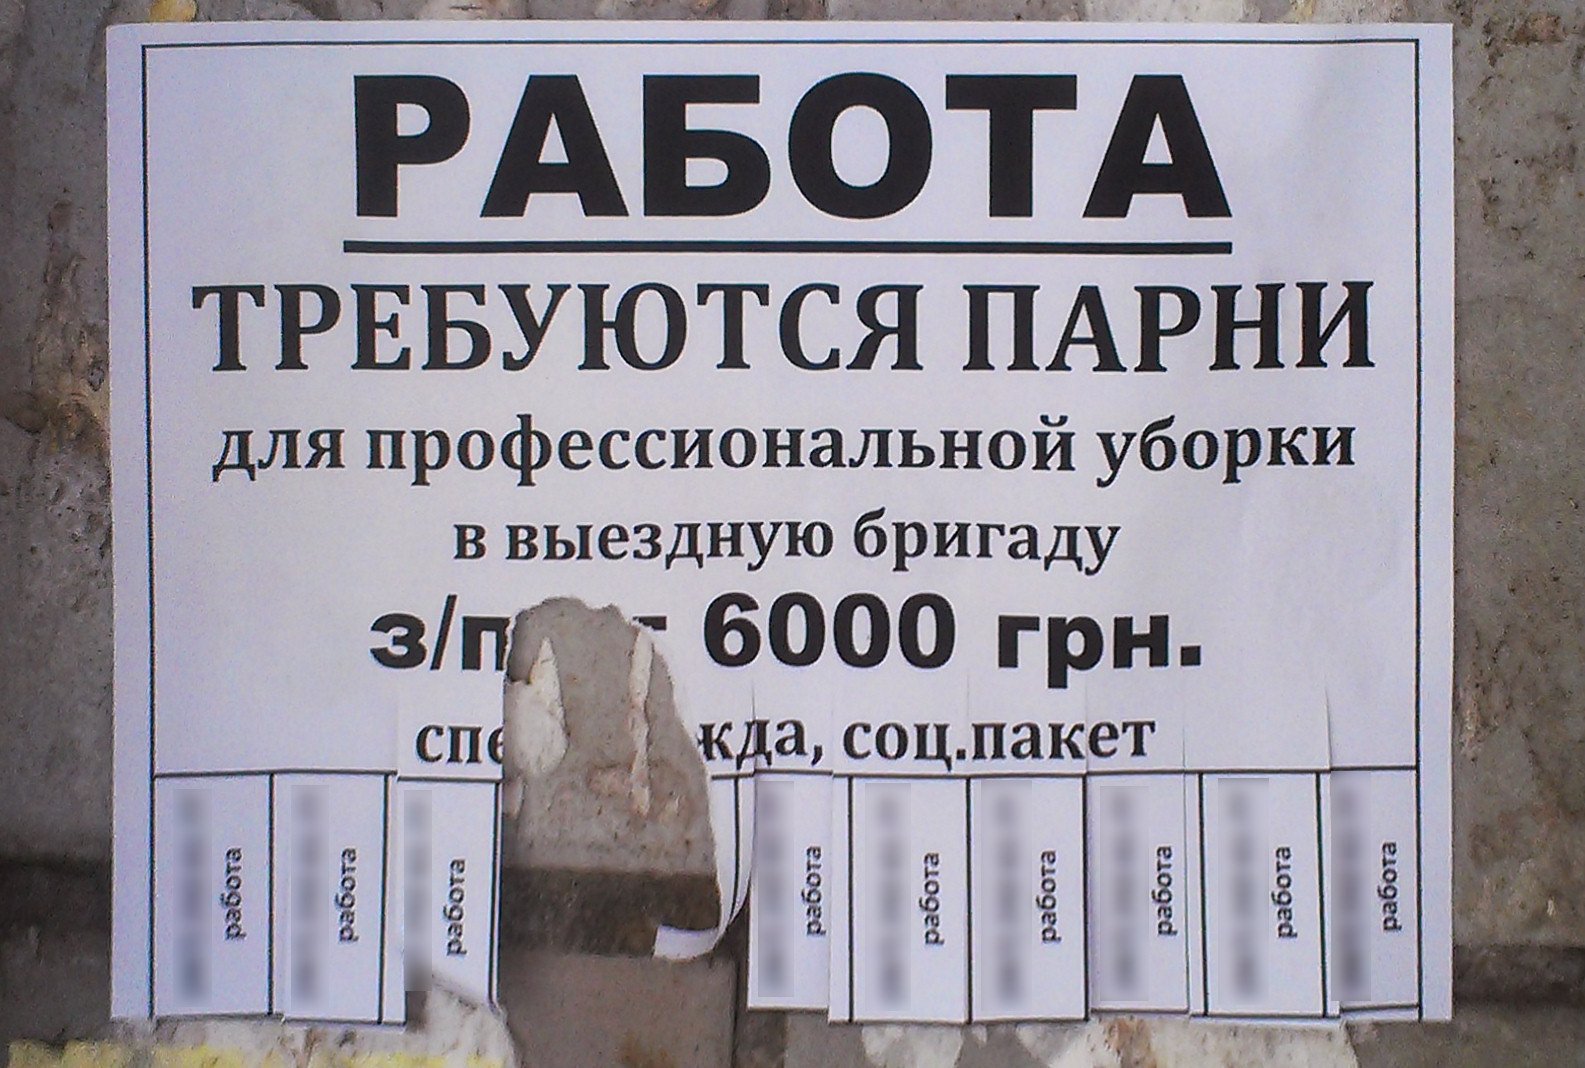 РАБОТА
ТРЕБУЮТСЯ ПАРНИ
для профессиональной уборки
в выездную бригаду
з/п 6000 грн.
соц.пакет
работа
работа
работа
работа
работа
работа
работа
работа
работа